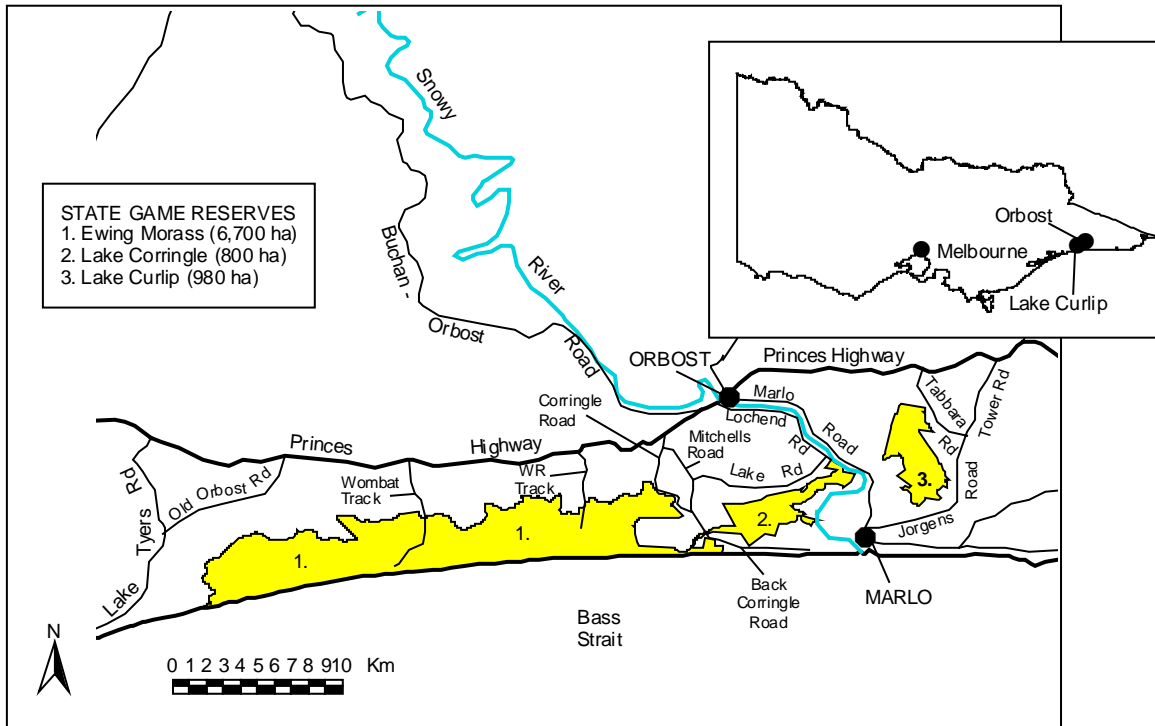 STATE GAME RESERVES
1. Ewing Morass (6,700 ha)
2. Lake Corringle (800 ha)
3. Lake Curlip (980 ha)
Snowy
River
Buchan -
Orbost
Road
ORBOST
Princes Highway
Orbost
Melbourne
Lake Curlip
Corringle
Road
Marlo
Road
Lochend
Rd
Mitchells
Road
Lake Rd
Tabbara
Rd
Tower Rd
Princes
Highway
WR
Track
Wombat
Track
Old Orbost Rd
Lake
Tyers
Rd
1.
1.
2.
3.
Jorgens
Road
MARLO
Back
Corringle
Road
Bass
Strait
N
0 1 2 3 4 5 6 7 8 910 Km